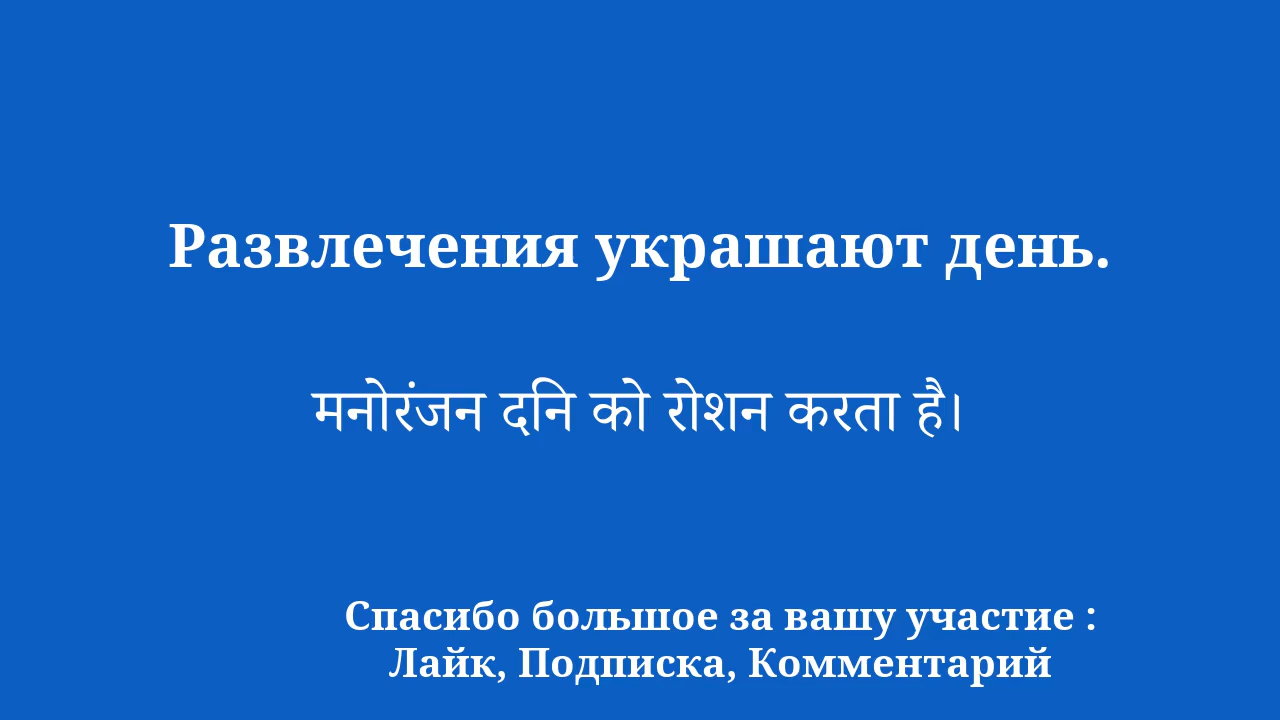 Развлечения украшают день.
मनोरंजन दनि को रोशन करता है।
Спасибо большое за вашу участие :
Лайк, Подписка, Комментарий